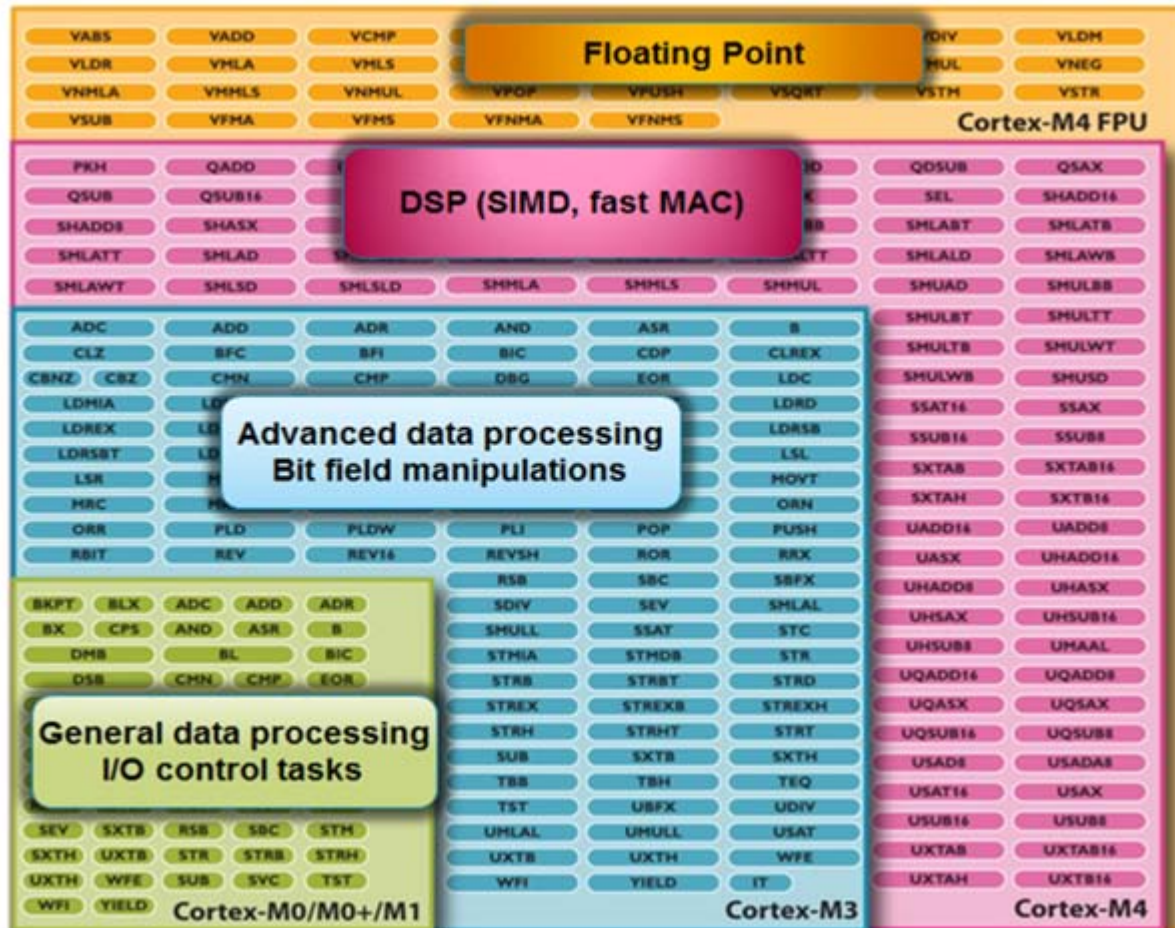 VABS VADD VCMP VLDM
Floating Point
VLDR VMLA VMLS VNEG
VNMLA VMMLS VNMUL VPOP VPUSH VSQRT VSTM VSTR
VSUB VFMA VFMS VFNMA VFNMS
Cortex-M4 FPU
PKH QADD QDSUB QSAX
QSUB QSUB16 SEL SHADD16
DSP (SIMD, fast MAC)
SHADD8 SHASX SMLABT SMLATB
SMLATT SMLAD SMLALD SMLAWB
SMLAWT SMLSD SMLSLD SMMLA SMMLS SMMUL SMUAD SMULBB
SMULBT SMULTT
SMULTB SMULWT
SMULWB SMUSD
SSAT16 SSAX
SSUB16 SSUB8
SXTAB SXTAB16
SXTAH SXTB16
UADD16 UADD8
UASX UHADD16
UHADD8 UHASX
UHSAX UHSUB16
UHSUB8 UMAAL
UQADD16 UQADD8
UQASX UQSAX
UQSUB16 UQSUB8
USAD8 USADA8
USAT16 USAX
USUB16 USUB8
UXTAB UXTAB16
UXTAH UXTB16
Cortex-M4
ADC ADD ADR AND ASR B
CLZ BFC BFI BIC CDP CLREX
CBNZ CBZ CMN CMP DBG EOR LDC
LDMIA LDRD
LDREX LDRSB
Advanced data processing
Bit field manipulations
LDRSBT LSL
LSR MOVT
MRC ORN
ORR PLD PLDW PLI POP PUSH
RBIT REV REV16 REVSH ROR RRX
RSB SBC SBFX
SDIV SEV SMLAL
SMULL SSAT STC
STMIA STMDB STR
STRB STRBT STRD
STREX STREXB STREXH
STRH STRHT STRT
SUB SXTB SXTH
TBB TBH TEQ
TST UBFX UDIV
UMLAL UMULL USAT
UXTB UXTH WFE
WFI YIELD IT
Cortex-M3
BKPT BLX ADC ADD ADR
BX CPS AND ASR B
DMB BL BIC
DSB CMN CMP EOR
General data processing
I/O control tasks
SEV SXTB RSB SBC STM
SXTH UXTB STR STRB STRH
UXTH WFE SUB SVC TST
WFI YIELD
Cortex-M0/M0+/M1